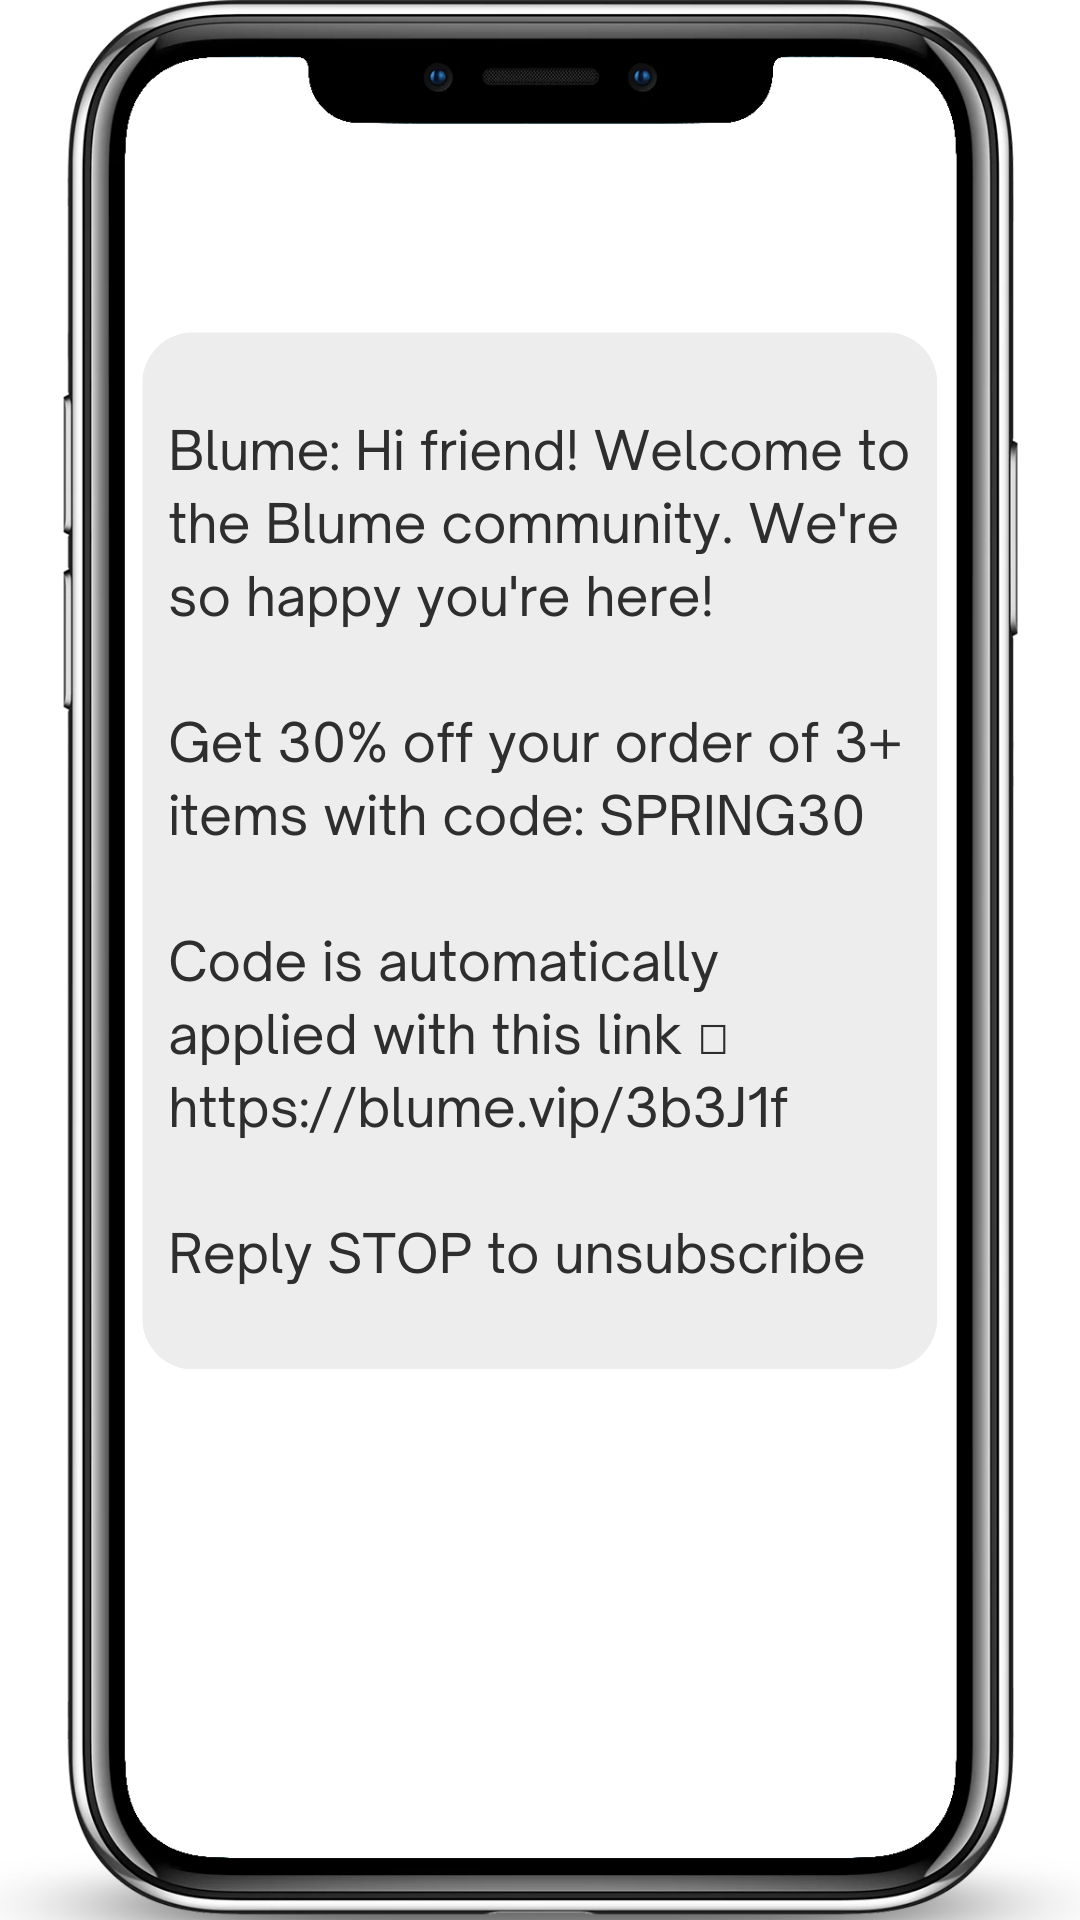 Blume: Hi friend! Welcome to
the Blume community. We're
so happy you're here!
Get 30% off your order of 3+
items with code: SPRING30
Code is automatically
applied with this link □
https://blume.vip/3b3J1f
Reply STOP to unsubscribe